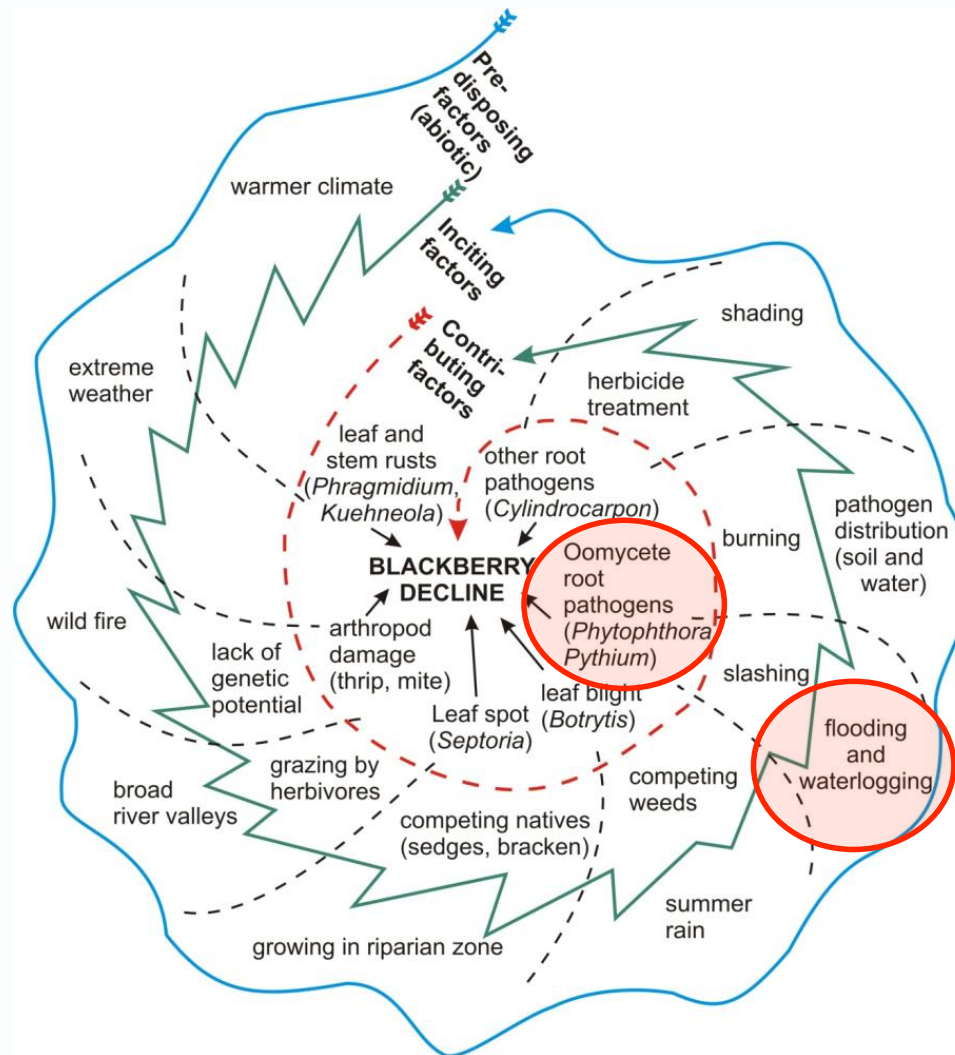 Pre-
disposing
factors
(abiotic)
Inciting
factors
Contri-
buting
factors
warmer climate
extreme
weather
wild fire
broad
river valleys
growing in riparian zone
summer
rain
flooding
and
waterlogging
pathogen
distribution
(soil and
water)
shading
herbicide
treatment
burning
slashing
competing
weeds
competing natives
(sedges, bracken)
grazing by
herbivores
lack of
genetic
potential
leaf and
stem rusts
(Phragmidium,
Kuehneola)
other root
pathogens
(Cylindrocarpon)
Oomycete
root
pathogens
(Phytophthora
Pythium)
leaf blight
(Botrytis)
Leaf spot
(Septoria)
arthropod
damage
(thrip, mite)
BLACKBERRY
DECLINE